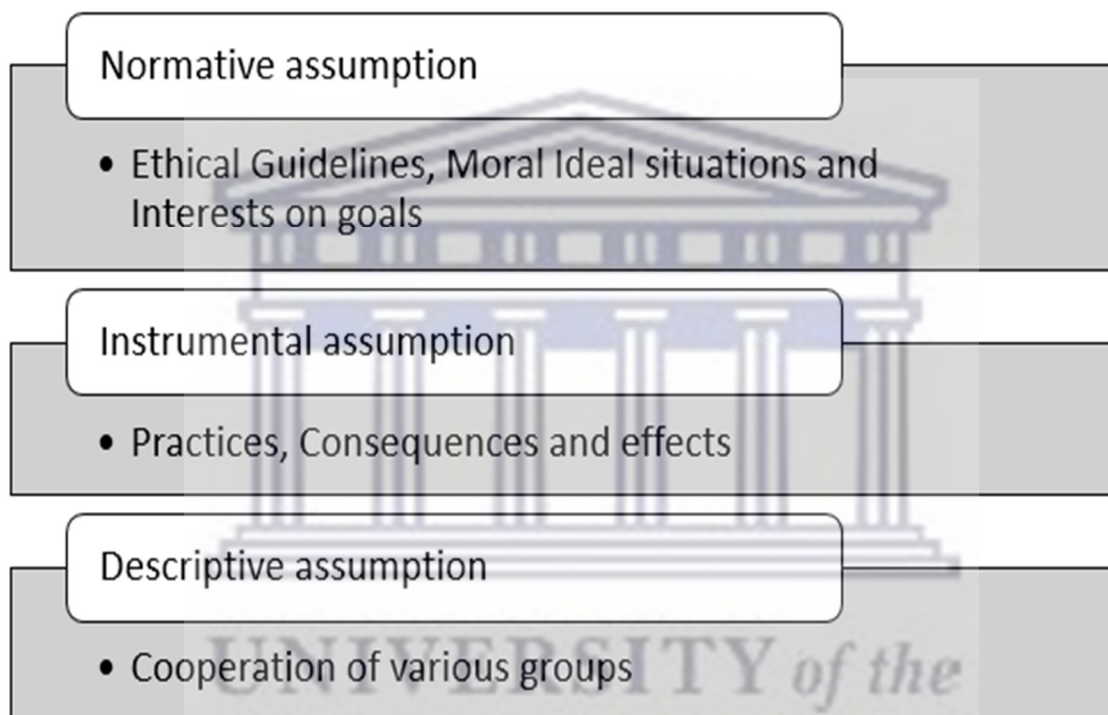 Normative assumption
• Ethical Guidelines, Moral Ideal situations and
Interests on goals
Instrumental assumption
• Practices, Consequences and effects
Descriptive assumption
• Cooperation of various groups
UNIVERSITY of the